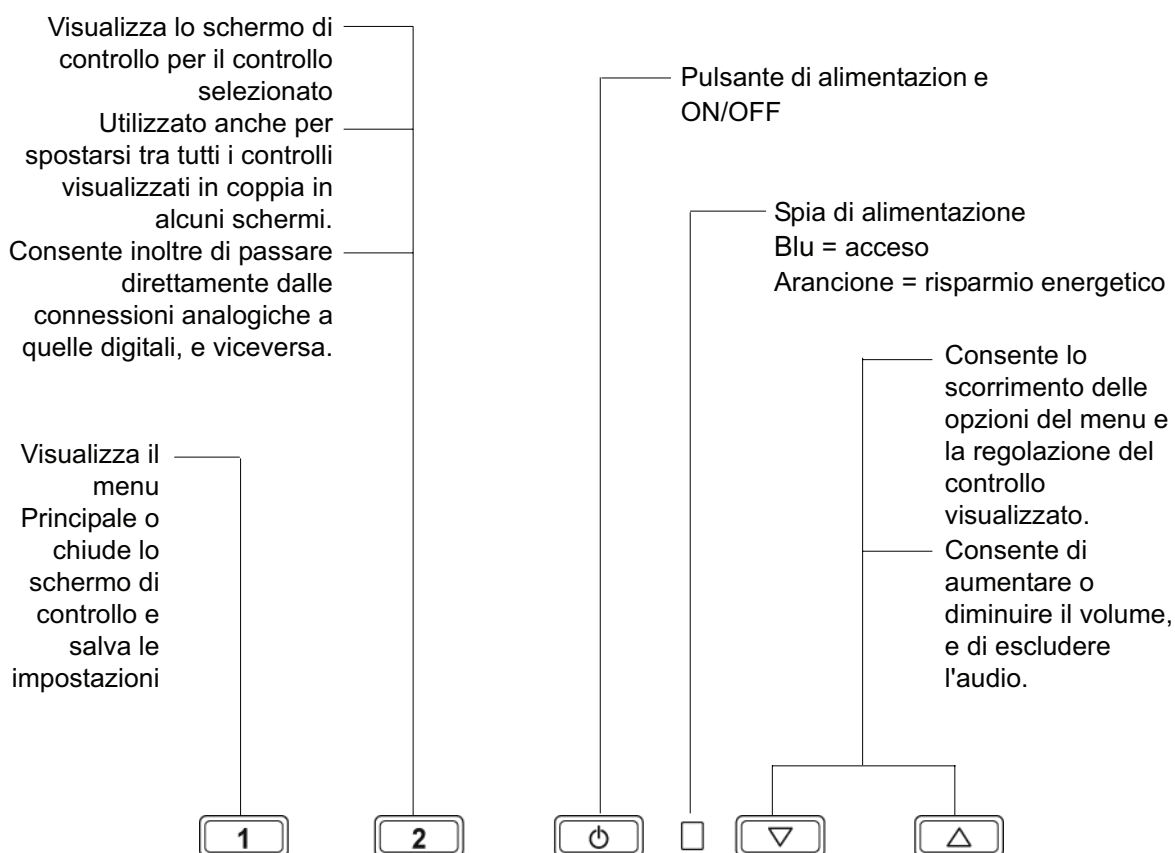 Visualizza lo schermo di
controllo per il controllo
selezionato
Utilizzato anche per
spostarsi tra tutti i controlli
visualizzati in coppia in
alcuni schermi.
Consente inoltre di passare
direttamente dalle
connessioni analogiche a
quelle digitali, e viceversa.
Pulsante di alimentazion e
ON/OFF
Spia di alimentazione
Blu = acceso
Arancione = risparmio energetico
Visualizza il
menu
Principale o
chiude lo
schermo di
controllo e
salva le
impostazioni
Consente lo
scorrimento delle
opzioni del menu e
la regolazione del
controllo
visualizzato.
Consente di
aumentare o
diminuire il volume,
e di escludere
l'audio.
1
2